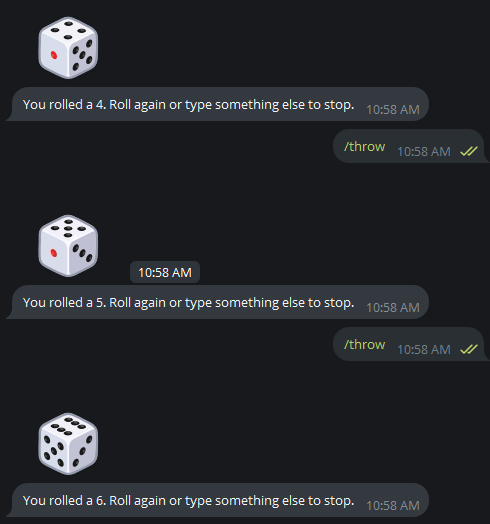 You rolled a 4. Roll again or type something else to stop. 10:58 AM
/throw 10:58 AM
10:58 AM
You rolled a 5. Roll again or type something else to stop. 10:58 AM
/throw 10:58 AM
You rolled a 6. Roll again or type something else to stop. 10:58 AM